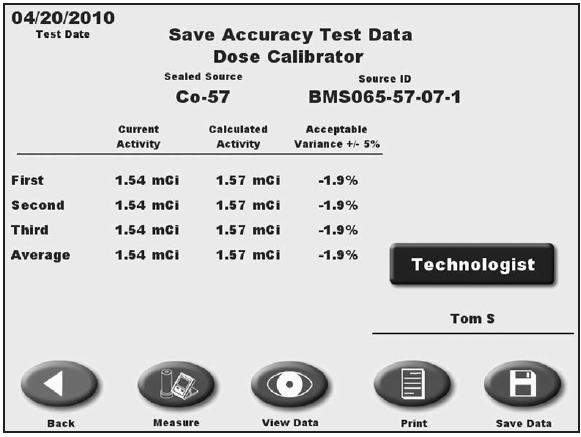 04/20/2010
Test Date
Save Accuracy Test Data
Dose Calibrator
Sealed Source Source ID
Co-57 BMS065-57-07-1
Current Calculated Acceptable
Activity Activity Variance +/- 5%
First 1.54 mCi 1.57 mCi -1.9%
Second 1.54 mCi 1.57 mCi -1.9%
Third 1.54 mCi 1.57 mCi -1.9%
Average 1.54 mCi 1.57 mCi -1.9%
Technologist
Tom S
Back Measure View Data Print Save Data